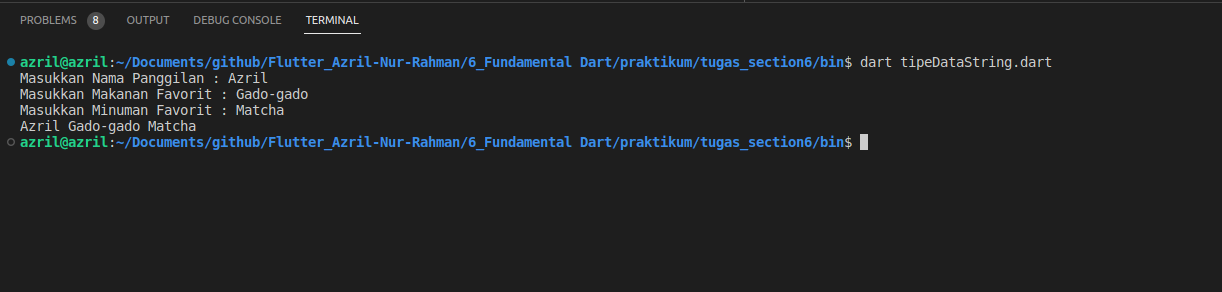 PROBLEMS 8 OUTPUT DEBUG CONSOLE TERMINAL
azril@azril:~/Documents/github/Flutter_Azril-Nur-Rahman/6_Fundamental Dart/praktikum/tugas_section6/bin$ dart tipeDataString.dart
Masukkan Nama Panggilan : Azril
Masukkan Makanan Favorit : Gado-gado
Masukkan Minuman Favorit : Matcha
Azril Gado-gado Matcha
azril@azril:~/Documents/github/Flutter_Azril-Nur-Rahman/6_Fundamental Dart/praktikum/tugas_section6/bin$